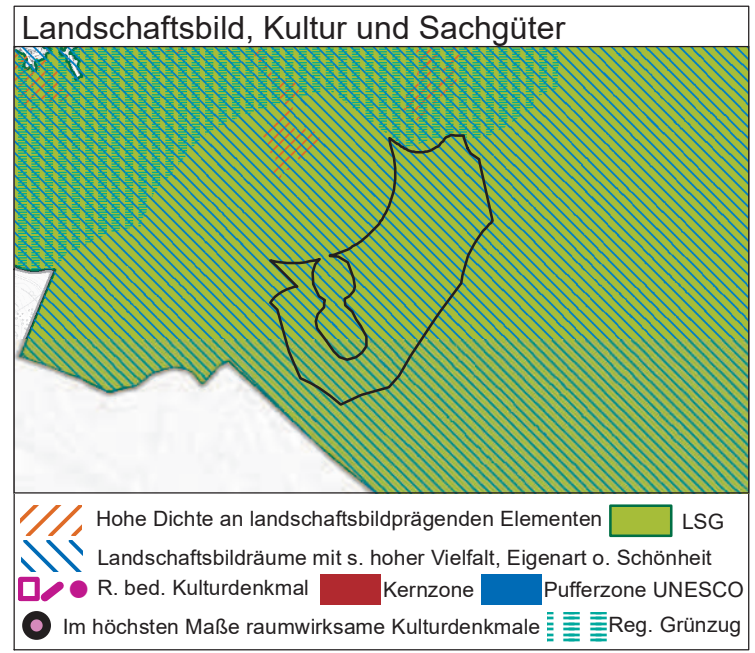 Landschaftsbild, Kultur und Sachgüter
Hohe Dichte an landschaftsbildprägenden Elementen LSG
Landschaftsbildräume mit s. hoher Vielfalt, Eigenart o. Schönheit
R. bed. Kulturdenkmal Kernzone Pufferzone UNESCO
Im höchsten Maße raumwirksame Kulturdenkmale Reg. Grünzug